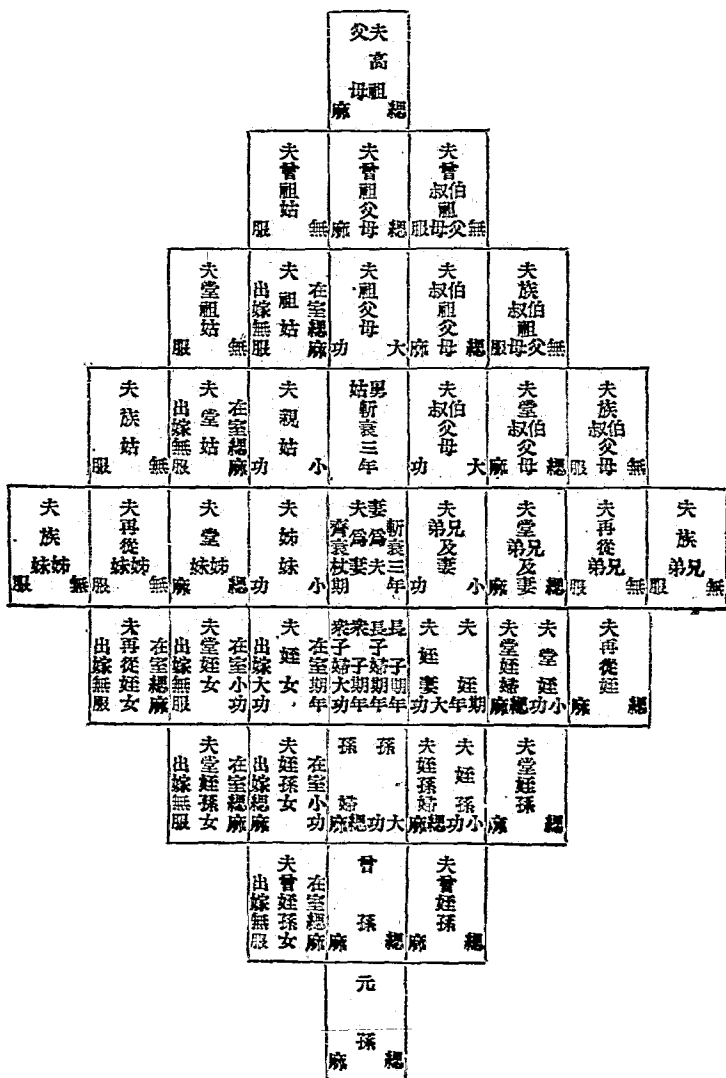 夫高祖父母 緦麻
夫曾伯叔祖父母 無服
夫曾祖父母 緦麻
夫曾祖姑 無服
夫族伯叔祖父母 無服
夫伯叔祖父母 緦麻
夫祖父母 大功
夫祖姑 在室緦麻 出嫁無服
夫堂祖姑 無服
夫族伯叔父母 無服
夫堂伯叔父母 緦麻
夫伯叔父母 大功
男姑 斬衰三年
夫親姑 小功
夫堂姑 在室緦麻 出嫁無服
夫族姑 無服
夫族兄弟 無服
夫再從兄弟 無服
夫堂兄弟及妻 緦麻
夫兄弟及妻 小功
妻爲夫 斬衰三年 夫爲妻 齊衰杖期
夫姊妹 小功
夫堂姊妹 緦麻
夫再從姊妹 無服
夫族姊妹 無服
夫再從姪 緦麻
夫堂姪 小功 夫堂姪婦 緦麻
夫姪 期年 夫姪妻 大功
長子期年 長子婦期年 衆子期年 衆子婦大功
夫姪女 在室期年 出嫁大功
夫堂姪女 在室小功 出嫁無服
夫再從姪女 在室緦麻 出嫁無服
夫堂姪孫 緦麻
夫姪孫 小功 夫姪孫婦 緦麻
孫 大功 孫婦 緦麻
夫姪孫女 在室小功 出嫁緦麻
夫堂姪孫女 在室緦麻 出嫁無服
夫曾姪孫 緦麻
曾孫 緦麻
夫曾姪孫女 在室緦麻 出嫁無服
元孫 緦麻